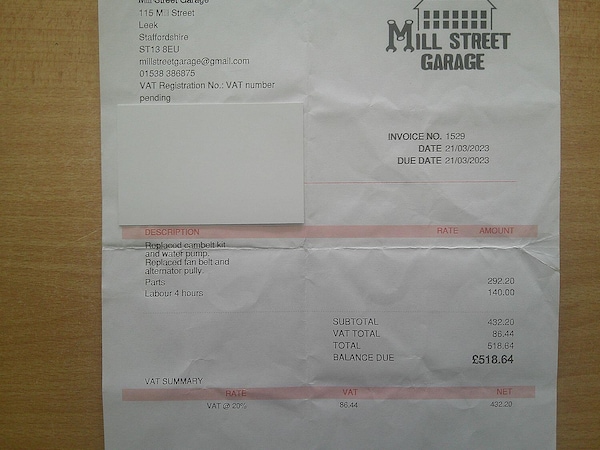 Mill Street Garage
115 Mill Street
Leek
Staffordshire
ST13 8EU
millstreetgarage@gmail.com
01538 386875
VAT Registration No.: VAT number
pending
MILL STREET
GARAGE
INVOICE NO. 1529
DATE 21/03/2023
DUE DATE 21/03/2023
DESCRIPTION RATE AMOUNT
Replaced cambelt kit
and water pump.
Replaced fan belt and
alternator pully.
Parts 292.20
Labour 4 hours 140.00
SUBTOTAL 432.20
VAT TOTAL 86.44
TOTAL 518.64
BALANCE DUE £518.64
VAT SUMMARY
RATE VAT NET
VAT @ 20% 86.44 432.20